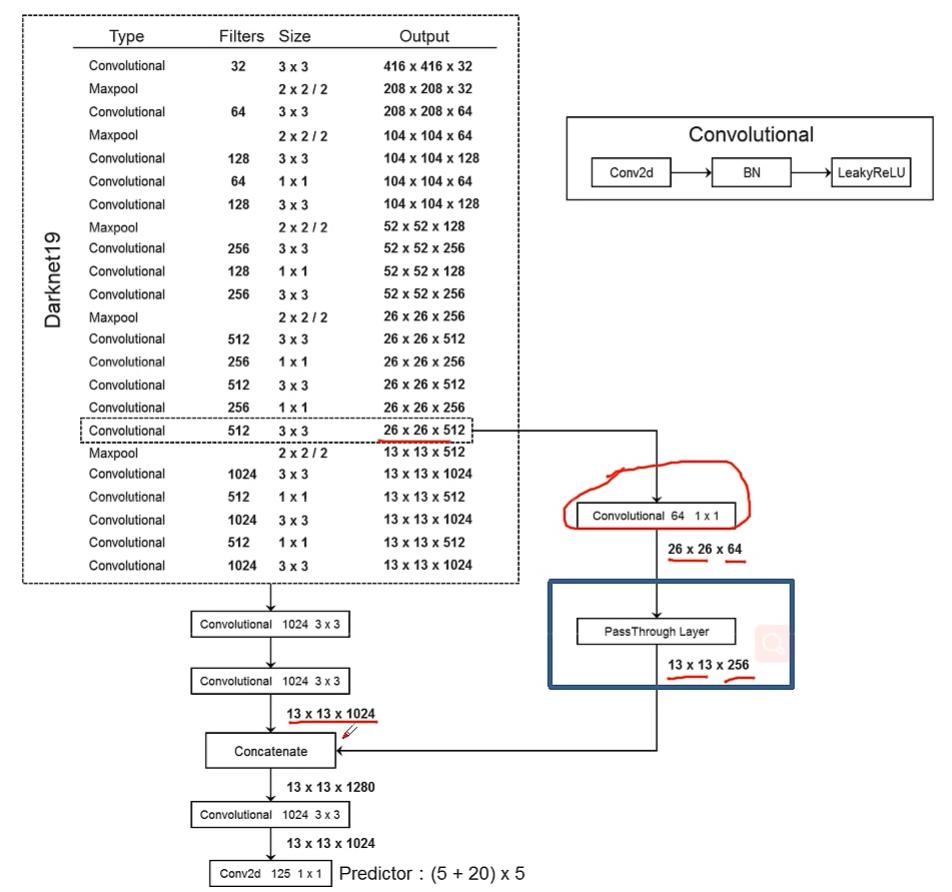 Type Filters Size Output
Convolutional 32 3 x 3 416 x 416 x 32
Maxpool 2 x 2 / 2 208 x 208 x 32
Convolutional 64 3 x 3 208 x 208 x 64
Maxpool 2 x 2 / 2 104 x 104 x 64
Convolutional 128 3 x 3 104 x 104 x 128
Convolutional 64 1 x 1 104 x 104 x 64
Convolutional 128 3 x 3 104 x 104 x 128
Maxpool 2 x 2 / 2 52 x 52 x 128
Convolutional 256 3 x 3 52 x 52 x 256
Convolutional 128 1 x 1 52 x 52 x 128
Convolutional 256 3 x 3 52 x 52 x 256
Maxpool 2 x 2 / 2 26 x 26 x 256
Convolutional 512 3 x 3 26 x 26 x 512
Convolutional 256 1 x 1 26 x 26 x 256
Convolutional 512 3 x 3 26 x 26 x 512
Convolutional 256 1 x 1 26 x 26 x 256
Convolutional 512 3 x 3 26 x 26 x 512
Maxpool 2 x 2 / 2 13 x 13 x 512
Convolutional 1024 3 x 3 13 x 13 x 1024
Convolutional 512 1 x 1 13 x 13 x 512
Convolutional 1024 3 x 3 13 x 13 x 1024
Convolutional 512 1 x 1 13 x 13 x 512
Convolutional 1024 3 x 3 13 x 13 x 1024
Darknet19
Convolutional
Conv2d BN LeakyReLU
Convolutional 64 1 x 1
26 x 26 x 64
PassThrough Layer
13 x 13 x 256
Convolutional 1024 3 x 3
Convolutional 1024 3 x 3
13 x 13 x 1024
Concatenate
13 x 13 x 1280
Convolutional 1024 3 x 3
13 x 13 x 1024
Conv2d 125 1 x 1 Predictor : (5 + 20) x 5